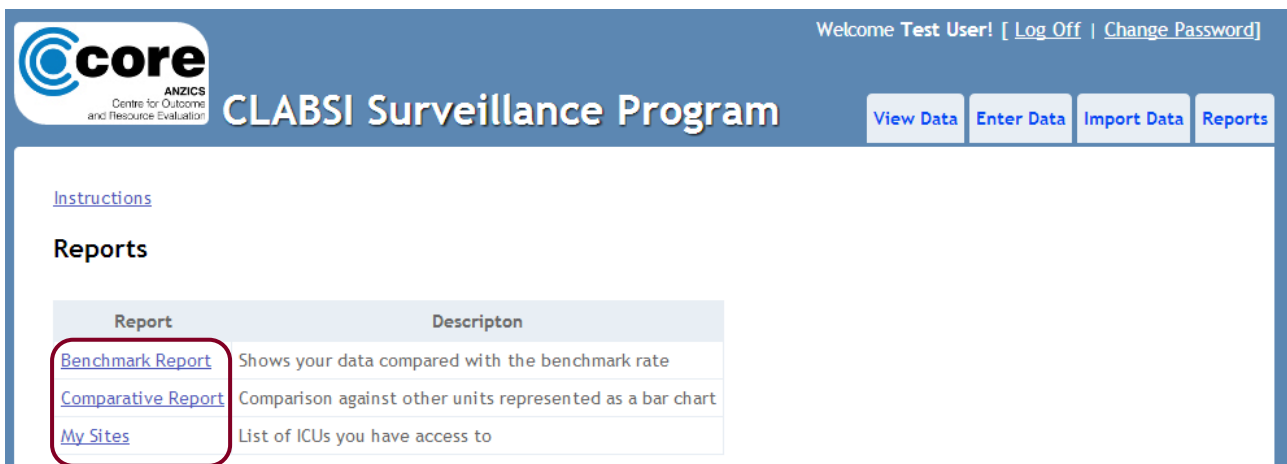 Welcome Test User! [ Log Off | Change Password]
core
ANZICS
Centre for Outcome
and Resource Evaluation
CLABSI Surveillance Program
View Data Enter Data Import Data Reports
Instructions
Reports
Report Descripton
Benchmark Report Shows your data compared with the benchmark rate
Comparative Report Comparison against other units represented as a bar chart
My Sites List of ICUs you have access to